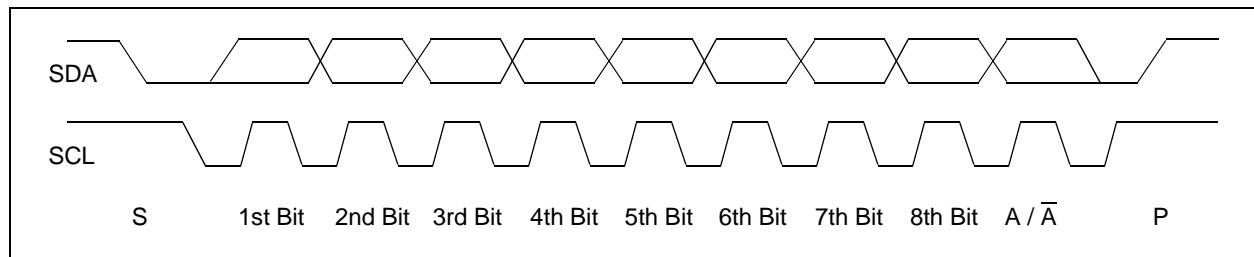 SDA
SCL
S 1st Bit 2nd Bit 3rd Bit 4th Bit 5th Bit 6th Bit 7th Bit 8th Bit A / A̅ P